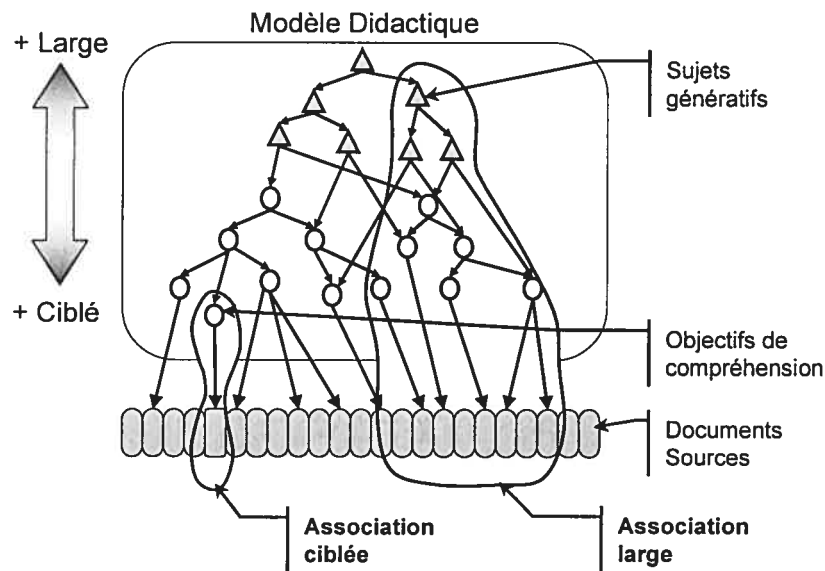 Modèle Didactique
+ Large
Sujets
génératifs
+ Ciblé
Objectifs de
compréhension
Documents
Sources
Association
ciblée
Association
large